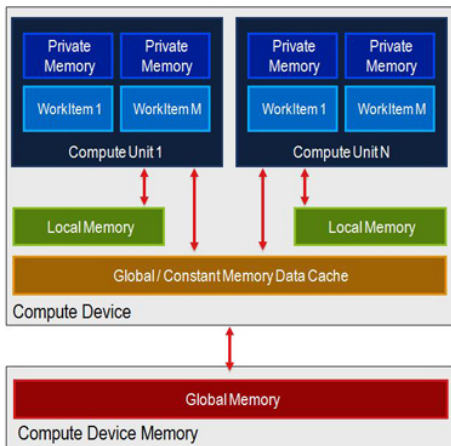 Private Memory
Private Memory
Private Memory
Private Memory
WorkItem 1
WorkItem M
WorkItem 1
WorkItem M
Compute Unit 1
Compute Unit N
Local Memory
Local Memory
Global / Constant Memory Data Cache
Compute Device
Global Memory
Compute Device Memory